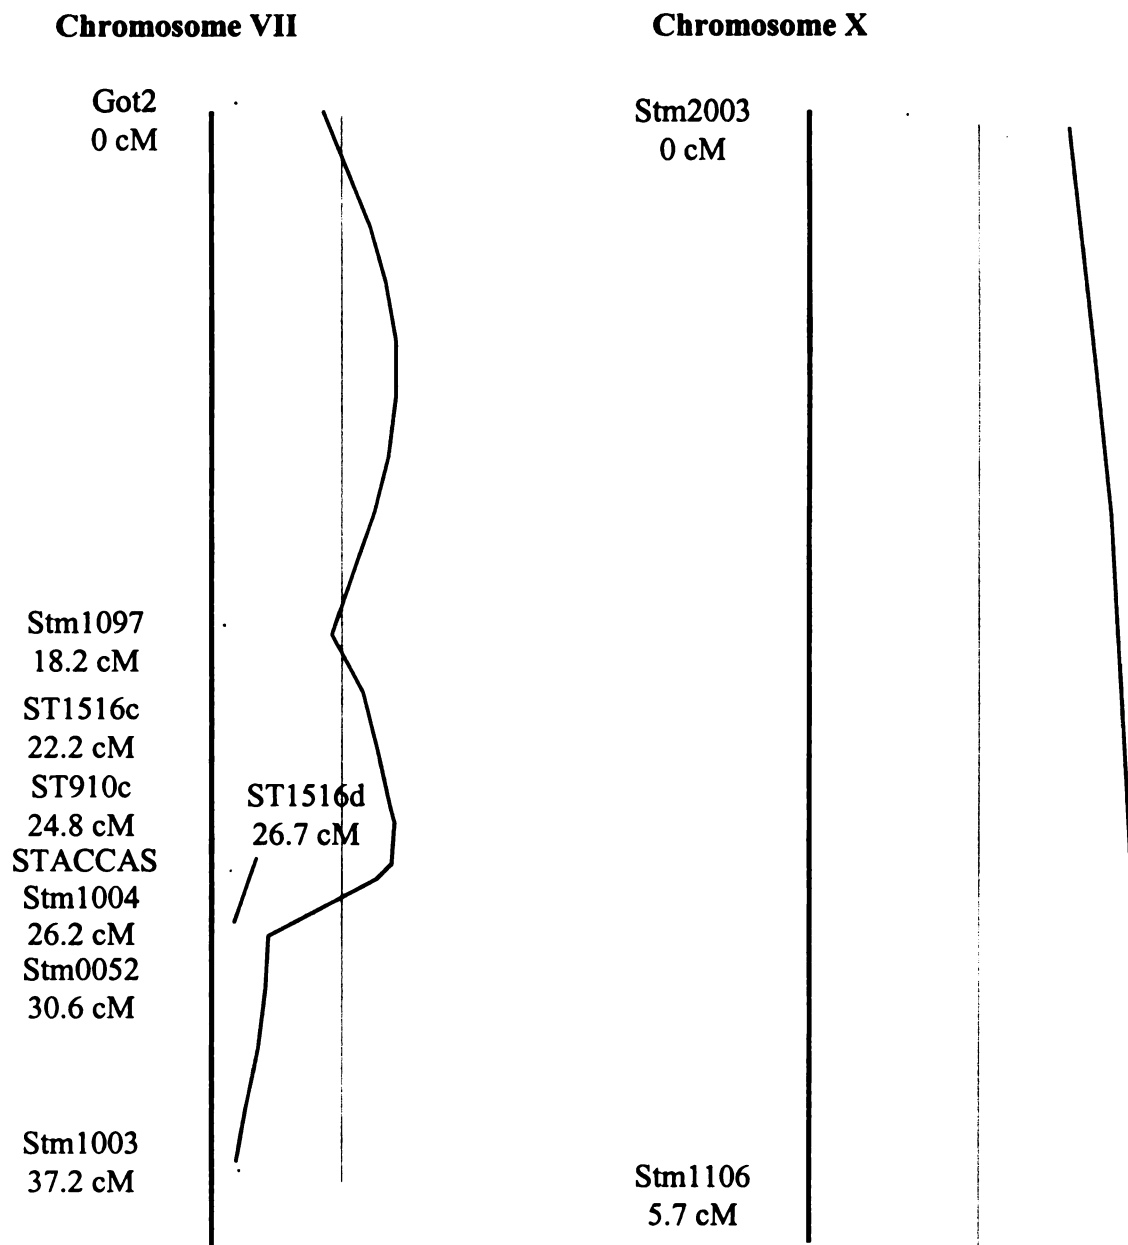 Chromosome VII
Got2
0 cM
Stm1097
18.2 cM
ST1516c
22.2 cM
ST910c
24.8 cM
STACCAS
Stm1004
26.2 cM
Stm0052
30.6 cM
Stm1003
37.2 cM
ST1516d
26.7 cM
Chromosome X
Stm2003
0 cM
Stm1106
5.7 cM